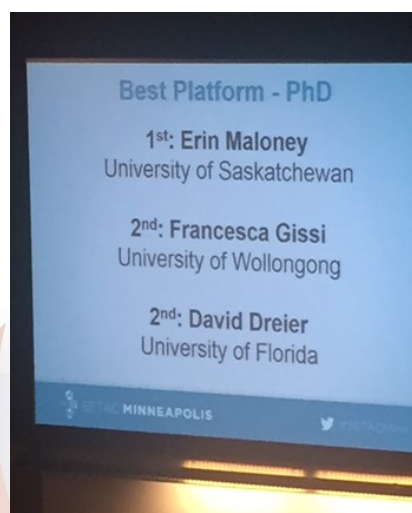 Best Platform - PhD
1st: Erin Maloney
University of Saskatchewan
2nd: Francesca Gissi
University of Wollongong
2nd: David Dreier
University of Florida
SETAC MINNEAPOLIS